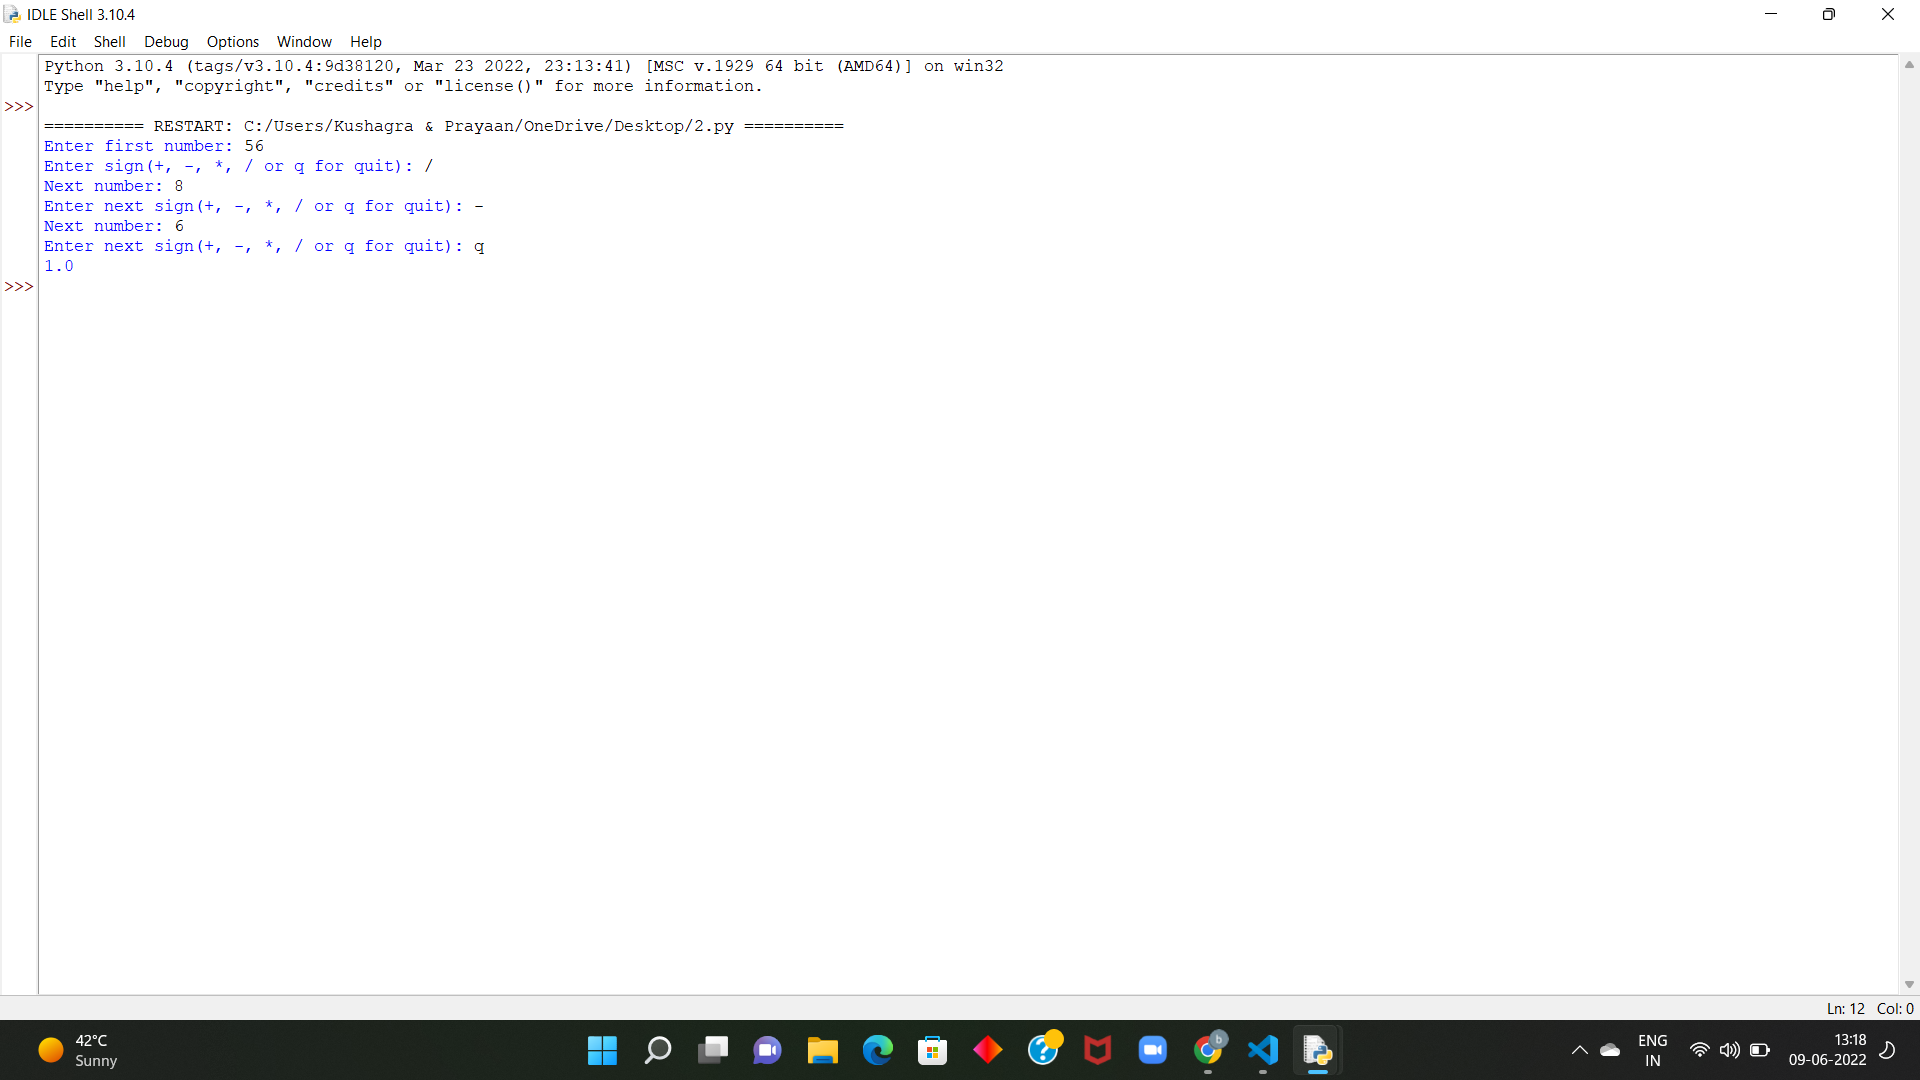 IDLE Shell 3.10.4
File Edit Shell Debug Options Window Help
Python 3.10.4 (tags/v3.10.4:9d38120, Mar 23 2022, 23:13:41) [MSC v.1929 64 bit (AMD64)] on win32
Type "help", "copyright", "credits" or "license()" for more information.
>>>
========== RESTART: C:/Users/Kushagra & Prayaan/OneDrive/Desktop/2.py ==========
Enter first number: 56
Enter sign(+, -, *, / or q for quit): /
Next number: 8
Enter next sign(+, -, *, / or q for quit): -
Next number: 6
Enter next sign(+, -, *, / or q for quit): q
1.0
>>>
Ln: 12 Col: 0
42°C
Sunny
b
ENG
IN
13:18
09-06-2022